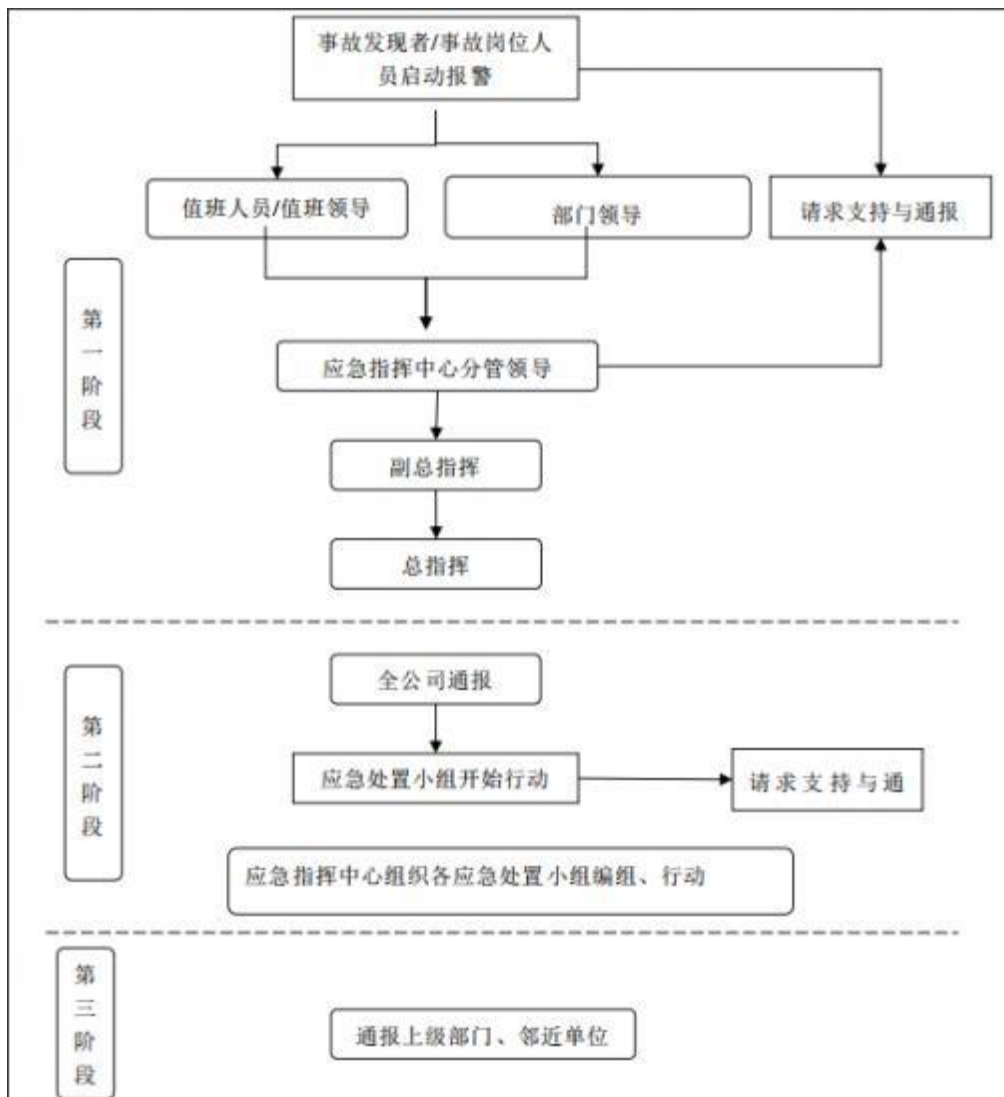 事故发现者/事故岗位人
员启动报警
值班人员/值班领导
部门领导
请求支持与通报
第
一
阶
段
应急指挥中心分管领导
副总指挥
总指挥
第
二
阶
段
全公司通报
应急处置小组开始行动
请求支持与通
应急指挥中心组织各应急处置小组编组、行动
第
三
阶
段
通报上级部门、邻近单位